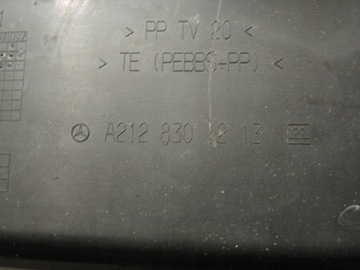 > PP TV 20 <
> TE (PEBBS+PP) <
A212 830 12 13